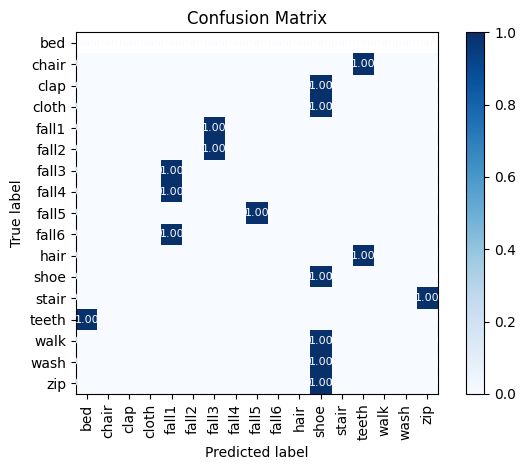 Confusion Matrix
True label
bed
chair 1.00
clap 1.00
cloth 1.00
fall1 1.00
fall2 1.00
fall3 1.00
fall4 1.00
fall5 1.00
fall6 1.00
hair 1.00
shoe 1.00
stair 1.00
teeth 1.00
walk 1.00
wash 1.00
zip 1.00
bed chair clap cloth fall1 fall2 fall3 fall4 fall5 fall6 hair shoe stair teeth walk wash zip
Predicted label
1.0
0.8
0.6
0.4
0.2
0.0